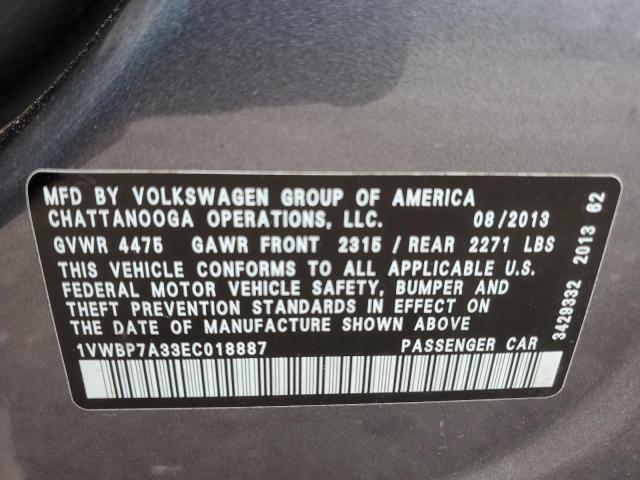 MFD BY VOLKSWAGEN GROUP OF AMERICA
CHATTANOOGA OPERATIONS, LLC. 08/2013
GVWR 4475 GAWR FRONT 2315 / REAR 2271 LBS
THIS VEHICLE CONFORMS TO ALL APPLICABLE U.S.
FEDERAL MOTOR VEHICLE SAFETY, BUMPER AND
THEFT PREVENTION STANDARDS IN EFFECT ON
THE DATE OF MANUFACTURE SHOWN ABOVE
1VWBP7A33EC018887 PASSENGER CAR
3429332 2013 62